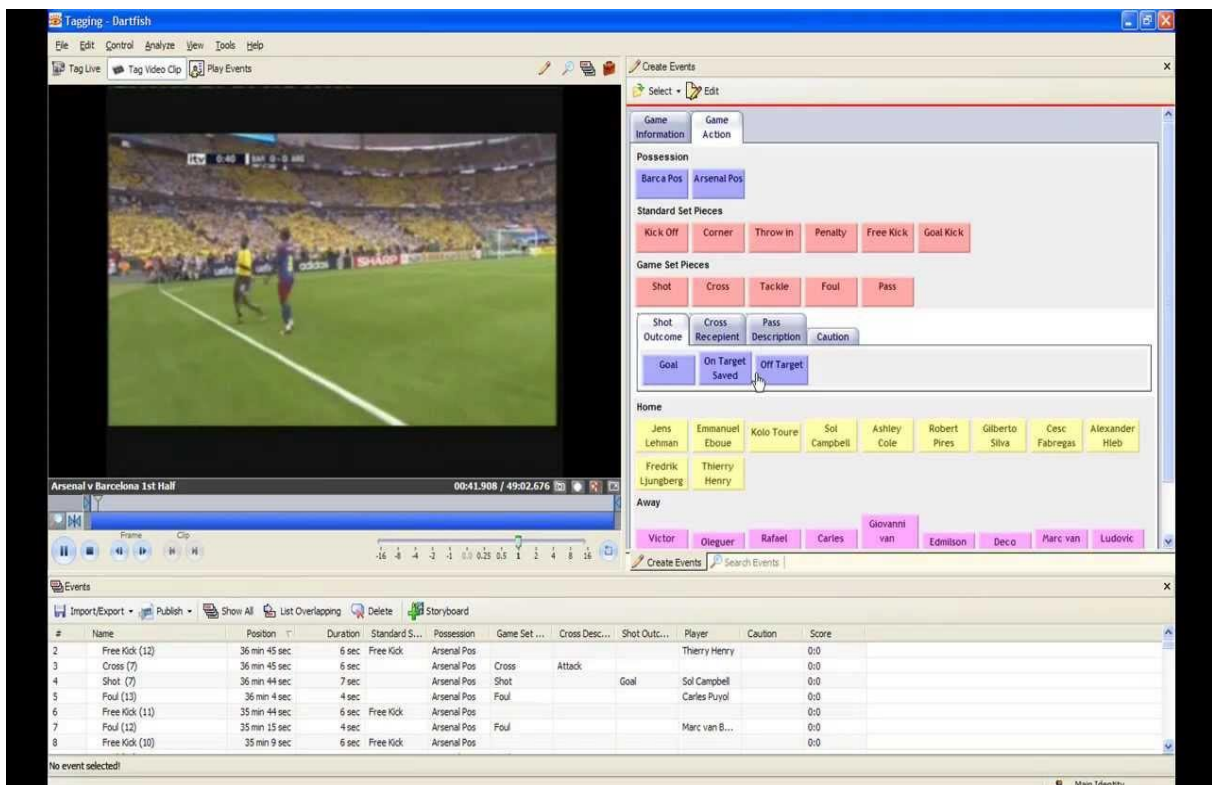 Tagging - Dartfish
File Edit Control Analyze View Tools Help
Tag Live Tag Video Clip Play Events
itv 0:40 BAR 0-0 ARS
adidas SHARP
Arsenal v Barcelona 1st Half 00:41.908 / 49:02.676
Frame Clip
-16 -8 -4 -2 -1 0.25 0.5 1 2 4 8 16
Create Events
Select Edit
Game Information
Game Action
Possession
Barca Pos Arsenal Pos
Standard Set Pieces
Kick Off Corner Throw in Penalty Free Kick Goal Kick
Game Set Pieces
Shot Cross Tackle Foul Pass
Shot Outcome
Cross Recepient
Pass Description
Caution
Goal
On Target Saved
Off Target
Home
Jens Lehman
Emmanuel Eboue
Kolo Toure
Sol Campbell
Ashley Cole
Robert Pires
Gilberto Silva
Cesc Fabregas
Alexander Hleb
Fredrik Ljungberg
Thierry Henry
Away
Victor
Oleguer
Rafael
Carles
Giovanni van
Edmilson
Deco
Marc van
Ludovic
Create Events Search Events
Events
Import/Export Publish Show All List Overlapping Delete Storyboard
# Name Position Duration Standard S... Possession Game Set ... Cross Desc... Shot Outc... Player Caution Score
2 Free Kick (12) 36 min 45 sec 6 sec Free Kick Arsenal Pos Thierry Henry 0:0
3 Cross (7) 36 min 45 sec 6 sec Arsenal Pos Cross Attack 0:0
4 Shot (7) 36 min 44 sec 7 sec Arsenal Pos Shot Goal Sol Campbel 0:0
5 Foul (13) 36 min 4 sec 4 sec Arsenal Pos Foul Carles Puyol 0:0
6 Free Kick (11) 35 min 44 sec 6 sec Free Kick Arsenal Pos 0:0
7 Foul (12) 35 min 15 sec 4 sec Arsenal Pos Foul Marc van B... 0:0
8 Free Kick (10) 35 min 9 sec 6 sec Free Kick Arsenal Pos 0:0
No event selected!
Main Identity